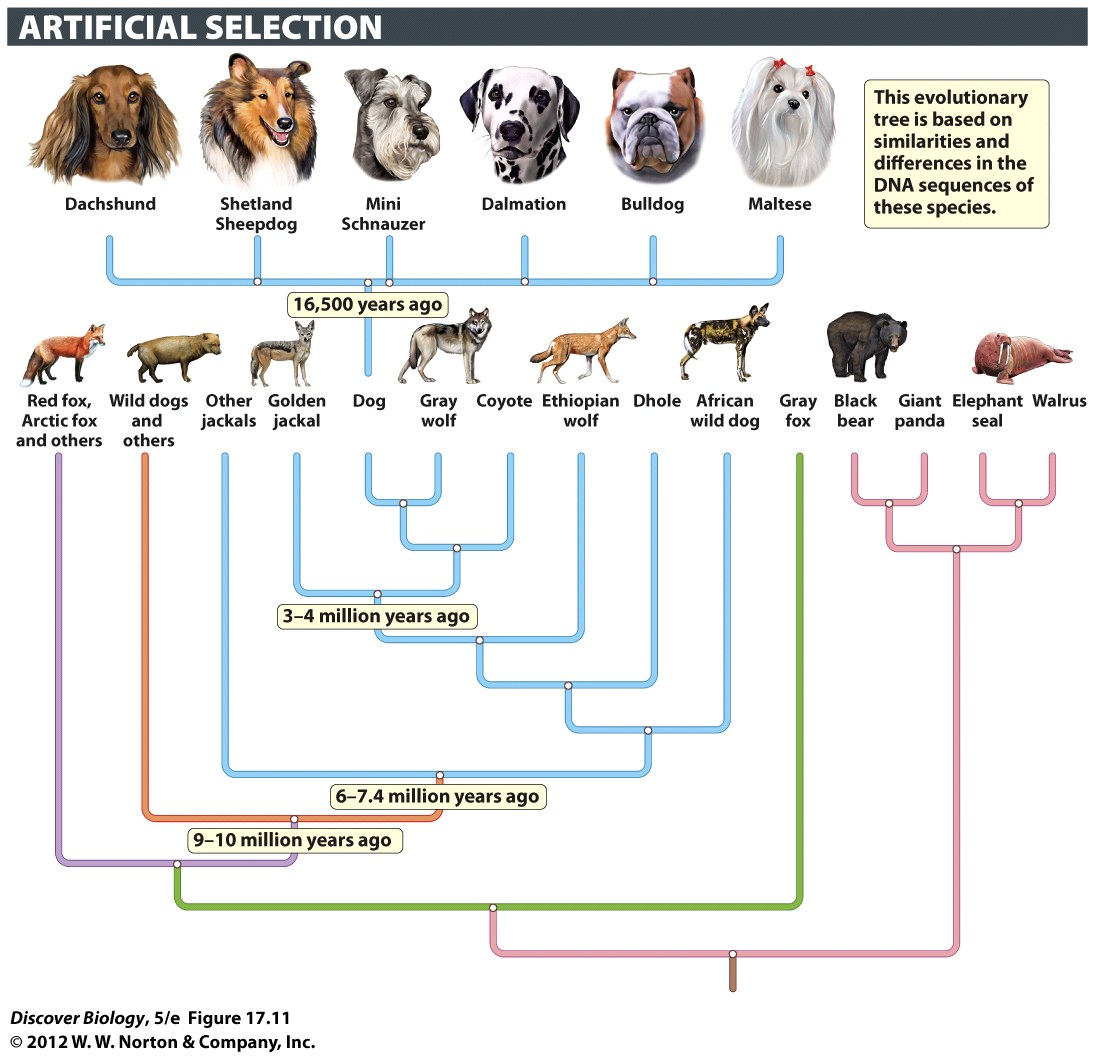 ARTIFICIAL SELECTION
This evolutionary
tree is based on
similarities and
differences in the
DNA sequences of
these species.
Dachshund
Shetland
Sheepdog
Mini
Schnauzer
Dalmation
Bulldog
Maltese
16,500 years ago
Red fox,
Arctic fox
and others
Wild dogs
and
others
Other
jackals
Golden
jackal
Dog
Gray
wolf
Coyote
Ethiopian
wolf
Dhole
African
wild dog
Gray
fox
Black
bear
Giant
panda
Elephant
seal
Walrus
3–4 million years ago
6–7.4 million years ago
9–10 million years ago
Discover Biology, 5/e Figure 17.11
© 2012 W. W. Norton & Company, Inc.